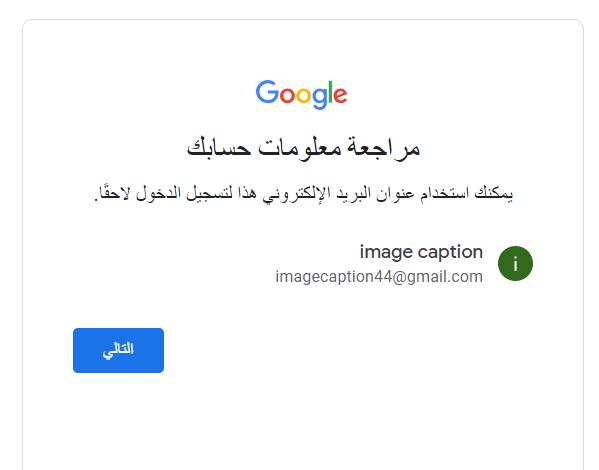 Google
مراجعة معلومات حسابك
يمكنك استخدام عنوان البريد الإلكتروني هذا لتسجيل الدخول لاحقًا.
image caption
i
imagecaption44@gmail.com
التالي